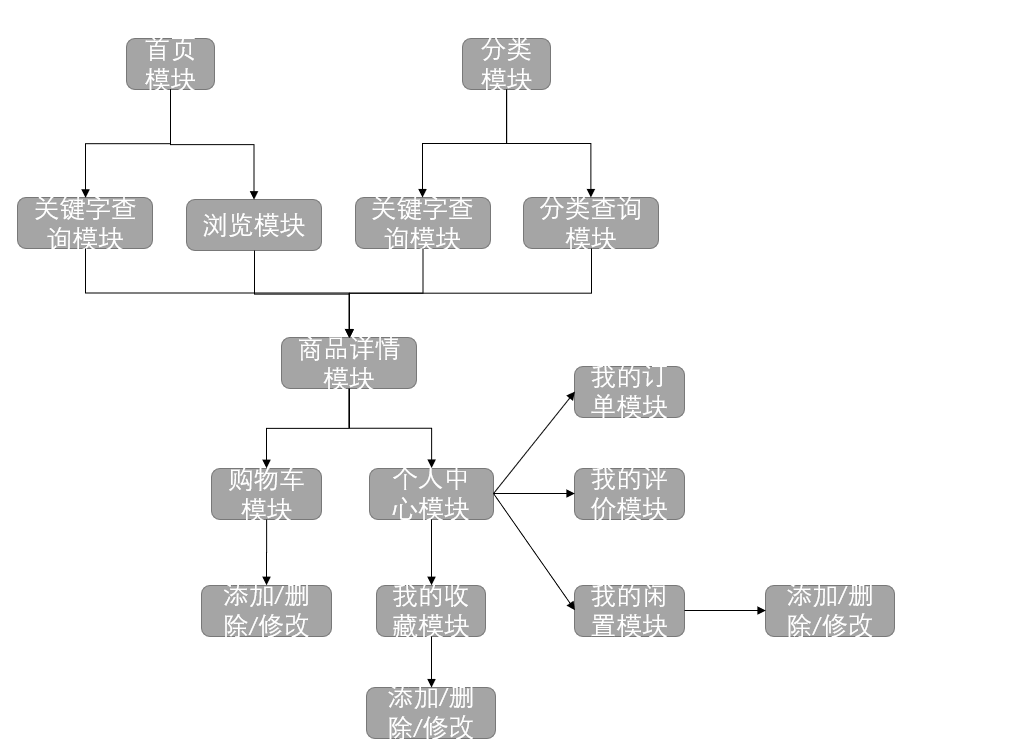 首页
模块
分类
模块
关键字查
询模块
浏览模块
关键字查
询模块
分类查询
模块
商品详情
模块
我的订
单模块
购物车
模块
个人中
心模块
我的评
价模块
添加/删
除/修改
我的收
藏模块
我的闲
置模块
添加/删
除/修改
添加/删
除/修改